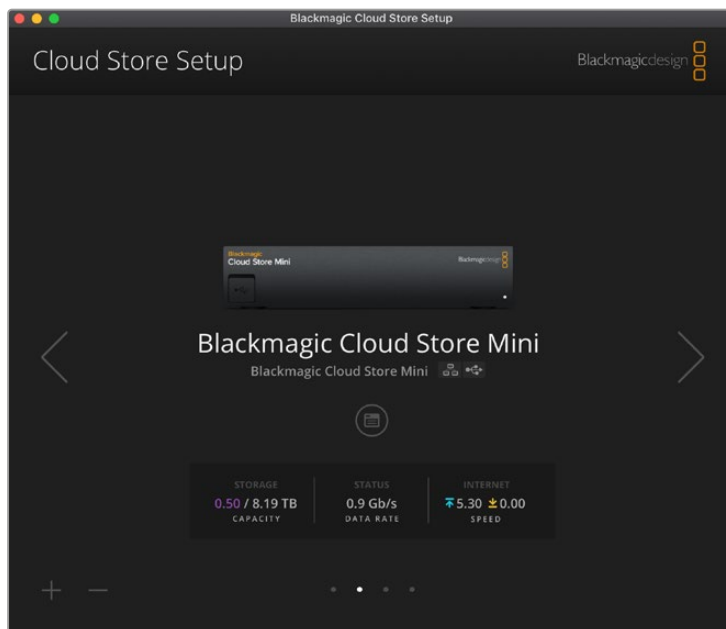 Blackmagic Cloud Store Setup
Cloud Store Setup
Blackmagicdesign
Blackmagic
Cloud Store Mini
Blackmagicdesign
Blackmagic Cloud Store Mini
Blackmagic Cloud Store Mini
STORAGE STATUS INTERNET
0.50 / 8.19 TB 0.9 Gb/s 5.30 0.00
CAPACITY DATA RATE SPEED